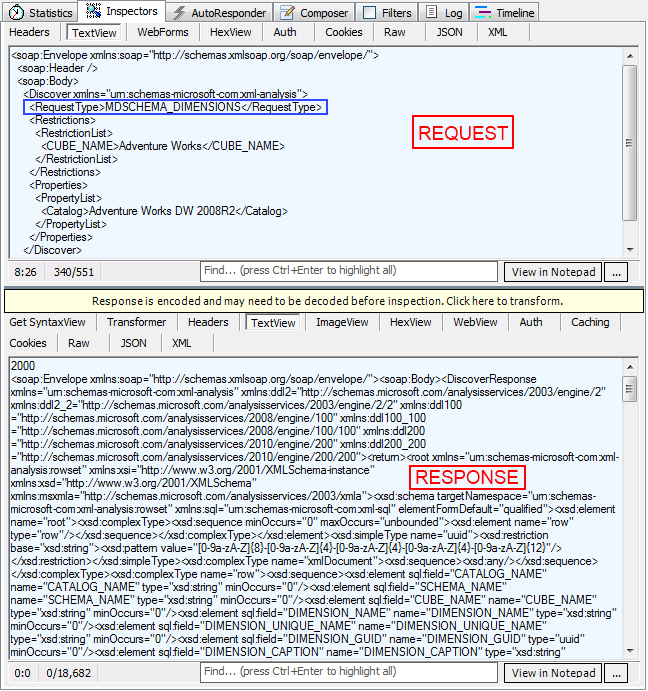 Statistics Inspectors AutoResponder Composer Filters Log Timeline
Headers TextView WebForms HexView Auth Cookies Raw JSON XML
<soap:Envelope xmlns:soap="http://schemas.xmlsoap.org/soap/envelope/">
<soap:Header />
<soap:Body>
<Discover xmlns="urn:schemas-microsoft-com:xml-analysis">
<RequestType>MDSCHEMA_DIMENSIONS</RequestType>
<Restrictions>
<RestrictionList>
<CUBE_NAME>Adventure Works</CUBE_NAME>
</RestrictionList>
</Restrictions>
<Properties>
<PropertyList>
<Catalog>Adventure Works DW 2008R2</Catalog>
</PropertyList>
</Properties>
</Discover>
REQUEST
8:26 340/551 Find... (press Ctrl+Enter to highlight all) View in Notepad ...
Response is encoded and may need to be decoded before inspection. Click here to transform.
Get SyntaxView Transformer Headers TextView ImageView HexView WebView Auth Caching
Cookies Raw JSON XML
2000
<soap:Envelope xmlns:soap="http://schemas.xmlsoap.org/soap/envelope/"><soap:Body><DiscoverResponse
xmlns="urn:schemas-microsoft-com:xml-analysis" xmlns:ddl2="http://schemas.microsoft.com/analysisservices/2003/engine/2"
xmlns:ddl2_2="http://schemas.microsoft.com/analysisservices/2003/engine/2/2" xmlns:ddl100
="http://schemas.microsoft.com/analysisservices/2008/engine/100" xmlns:ddl100_100
="http://schemas.microsoft.com/analysisservices/2008/engine/100/100" xmlns:ddl200
="http://schemas.microsoft.com/analysisservices/2010/engine/200" xmlns:ddl200_200
="http://schemas.microsoft.com/analysisservices/2010/engine/200/200"><return><root xmlns="urn:schemas-microsoft-com:xml-
analysis:rowset" xmlns:xsi="http://www.w3.org/2001/XMLSchema-instance"
xmlns:xsd="http://www.w3.org/2001/XMLSchema"
xmlns:msxmla="http://schemas.microsoft.com/analysisservices/2003/xmla"><xsd:schema targetNamespace="urn:schemas-
microsoft-com:xml-analysis:rowset" xmlns:sql="urn:schemas-microsoft-com:xml-sql" elementFormDefault="qualified"><xsd:element
name="root"><xsd:complexType><xsd:sequence minOccurs="0" maxOccurs="unbounded"><xsd:element name="row"
type="row"/></xsd:sequence></xsd:complexType></xsd:element><xsd:simpleType name="uuid"><xsd:restriction
base="xsd:string"><xsd:pattern value="[0-9a-zA-Z]{8}-[0-9a-zA-Z]{4}-[0-9a-zA-Z]{4}-[0-9a-zA-Z]{4}-[0-9a-zA-Z]{12}"/>
</xsd:restriction></xsd:simpleType><xsd:complexType name="xmlDocument"><xsd:sequence><xsd:any/></xsd:sequence>
</xsd:complexType><xsd:complexType name="row"><xsd:sequence><xsd:element sql:field="CATALOG_NAME"
name="CATALOG_NAME" type="xsd:string" minOccurs="0"/><xsd:element sql:field="SCHEMA_NAME"
name="SCHEMA_NAME" type="xsd:string" minOccurs="0"/><xsd:element sql:field="CUBE_NAME" name="CUBE_NAME"
type="xsd:string" minOccurs="0"/><xsd:element sql:field="DIMENSION_NAME" name="DIMENSION_NAME" type="xsd:string"
minOccurs="0"/><xsd:element sql:field="DIMENSION_UNIQUE_NAME" name="DIMENSION_UNIQUE_NAME"
type="xsd:string" minOccurs="0"/><xsd:element sql:field="DIMENSION_GUID" name="DIMENSION_GUID" type="uuid"
minOccurs="0"/><xsd:element sql:field="DIMENSION_CAPTION" name="DIMENSION_CAPTION" type="xsd:string"
RESPONSE
0:0 0/18,682 Find... (press Ctrl+Enter to highlight all) View in Notepad ...